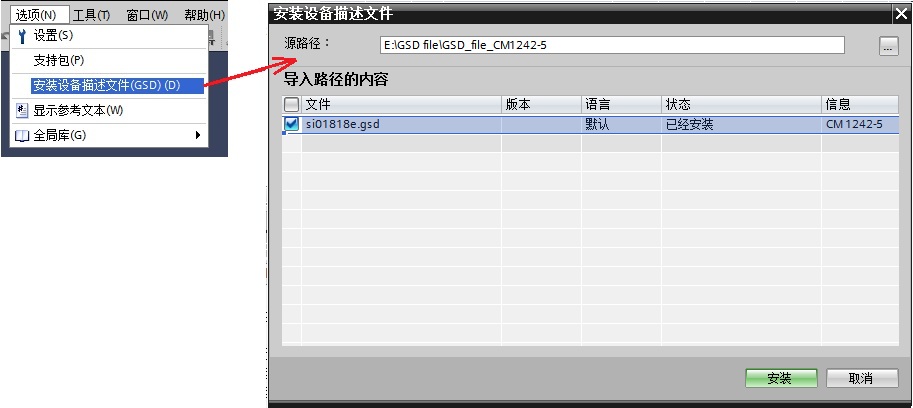 选项(N) 工具(T) 窗口(W) 帮助(H)
设置(S)
支持包(P)
安装设备描述文件(GSD) (D)
显示参考文本(W)
全局库(G)
安装设备描述文件
源路径：
E:\GSD file\GSD_file_CM1242-5
...
导入路径的内容
文件 版本 语言 状态 信息
si01818e.gsd 默认 已经安装 CM 1242-5
安装 取消